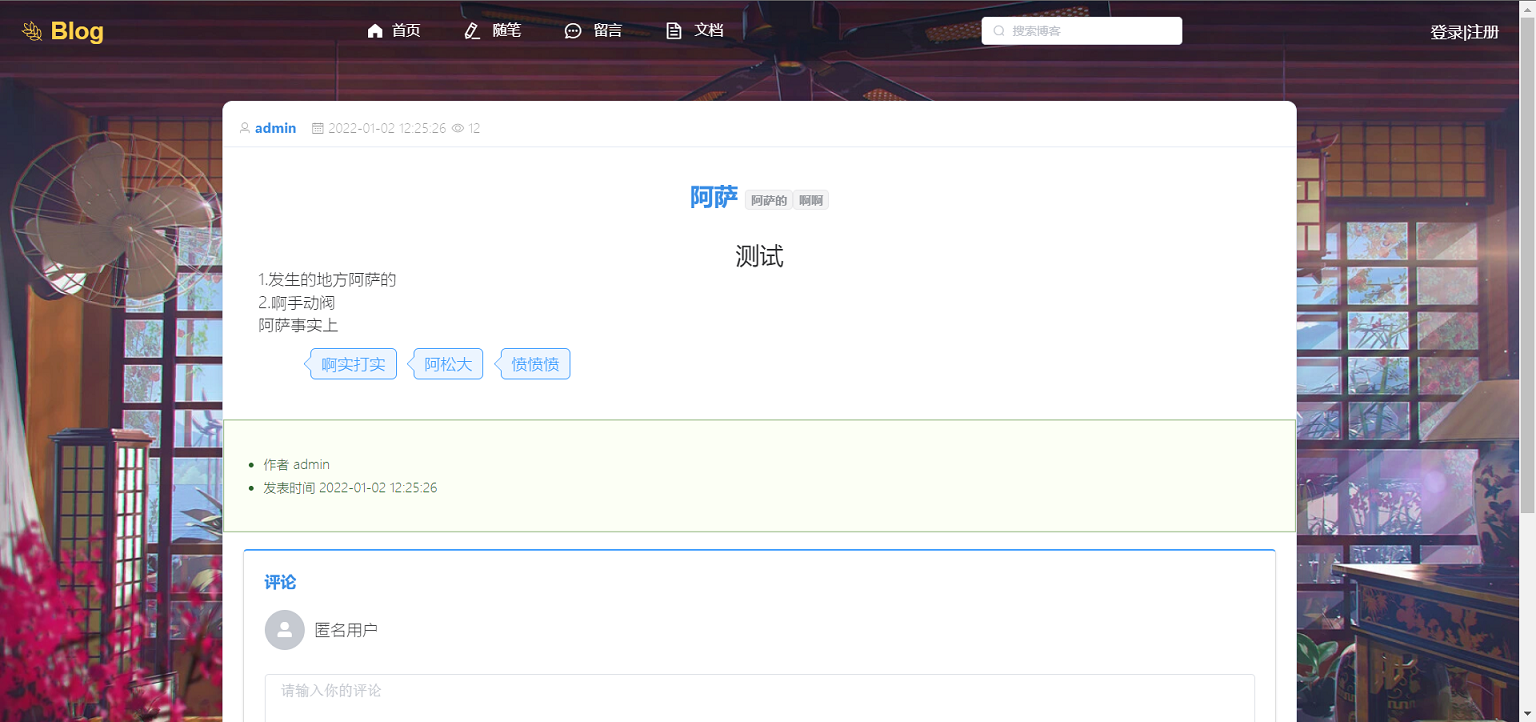 Blog 首页 随笔 留言 文档 搜索博客 登录|注册
admin 2022-01-02 12:25:26 12
阿萨 阿萨的 啊啊
测试
1.发生的地方阿萨的
2.啊手动阀
阿萨事实上
啊实打实 阿松大 愤愤愤
作者 admin
发表时间 2022-01-02 12:25:26
评论
匿名用户
请输入你的评论